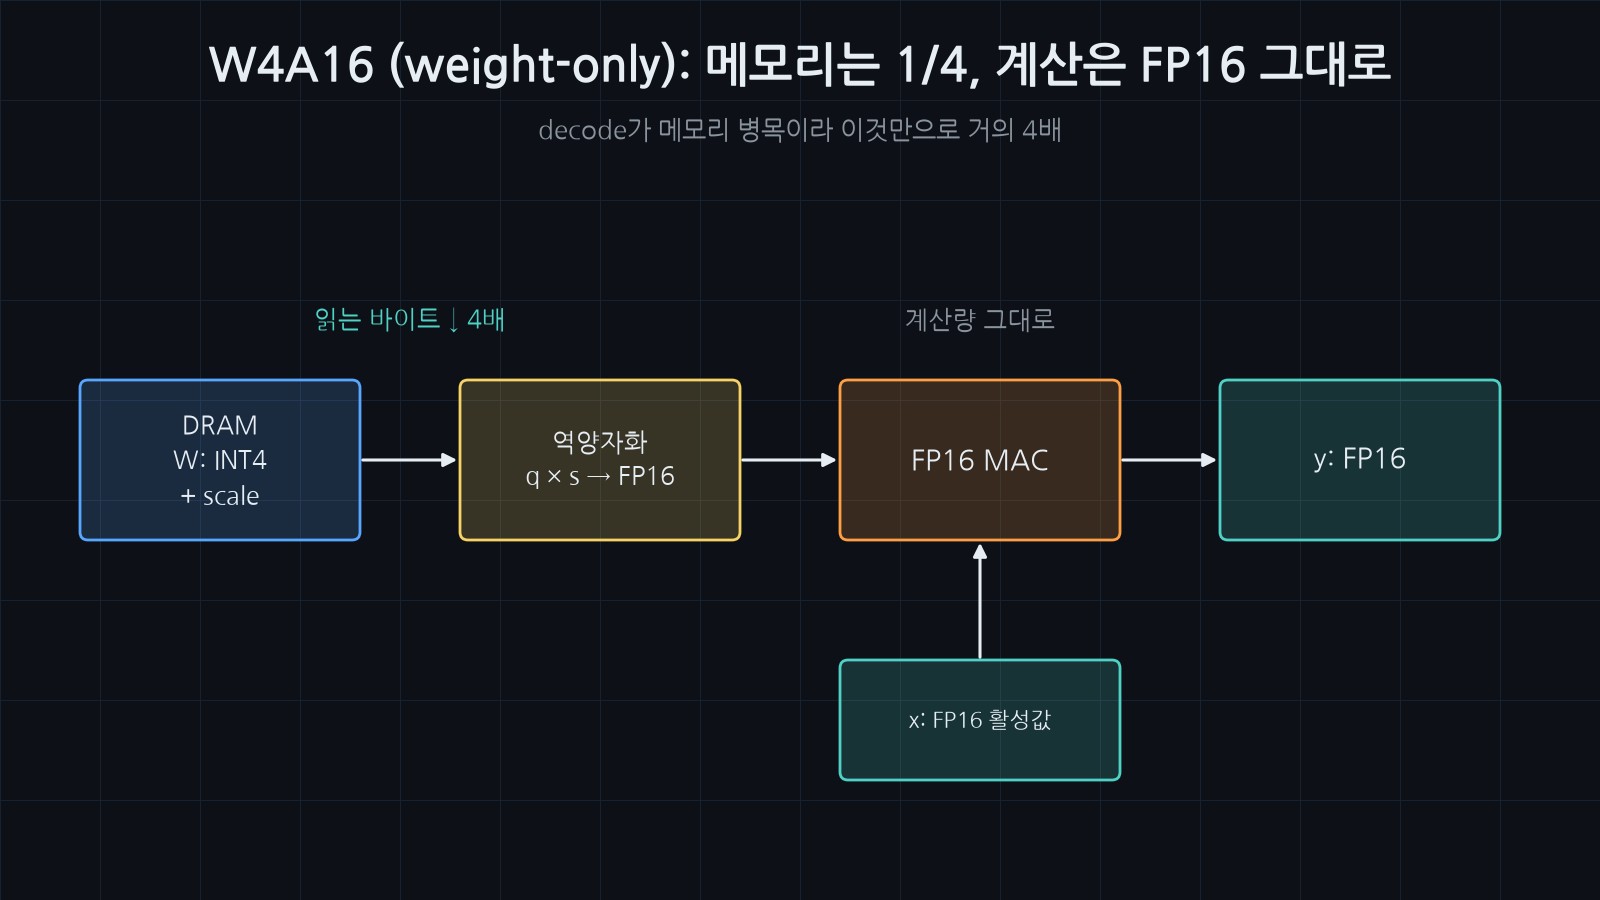 W4A16 (weight-only): 메모리는 1/4, 계산은 FP16 그대로
decode가 메모리 병목이라 이것만으로 거의 4배
읽는 바이트 ↓ 4배
계산량 그대로
DRAM
W: INT4
+ scale
역양자화
q × s → FP16
FP16 MAC
y: FP16
x: FP16 활성값